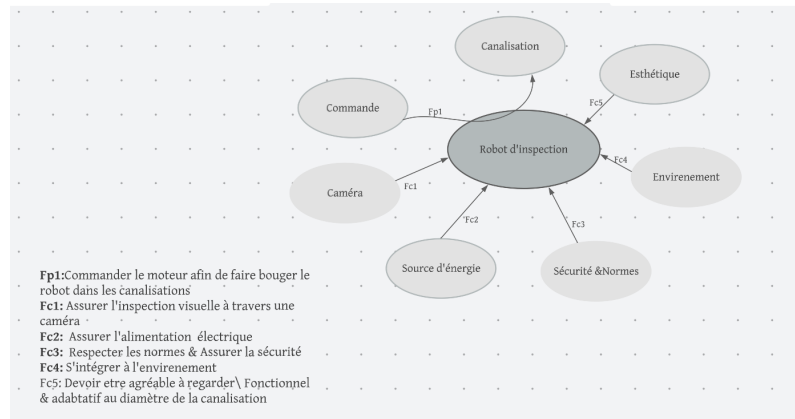 Canalisation
Esthétique
Commande
Fp1
Fc5
Robot d'inspection
Fc4
Envirenement
Caméra
Fc1
Fc2
Fc3
Source d'énergie
Sécurité &Normes
Fp1:Commander le moteur afin de faire bouger le
robot dans les canalisations
Fc1: Assurer l'inspection visuelle à travers une
caméra
Fc2: Assurer l'alimentation électrique
Fc3: Respecter les normes & Assurer la sécurité
Fc4: S'intégrer à l'envirenement
Fc5: Devoir etre agréable à regarder\ Fonctionnel
& adabtatif au diamètre de la canalisation